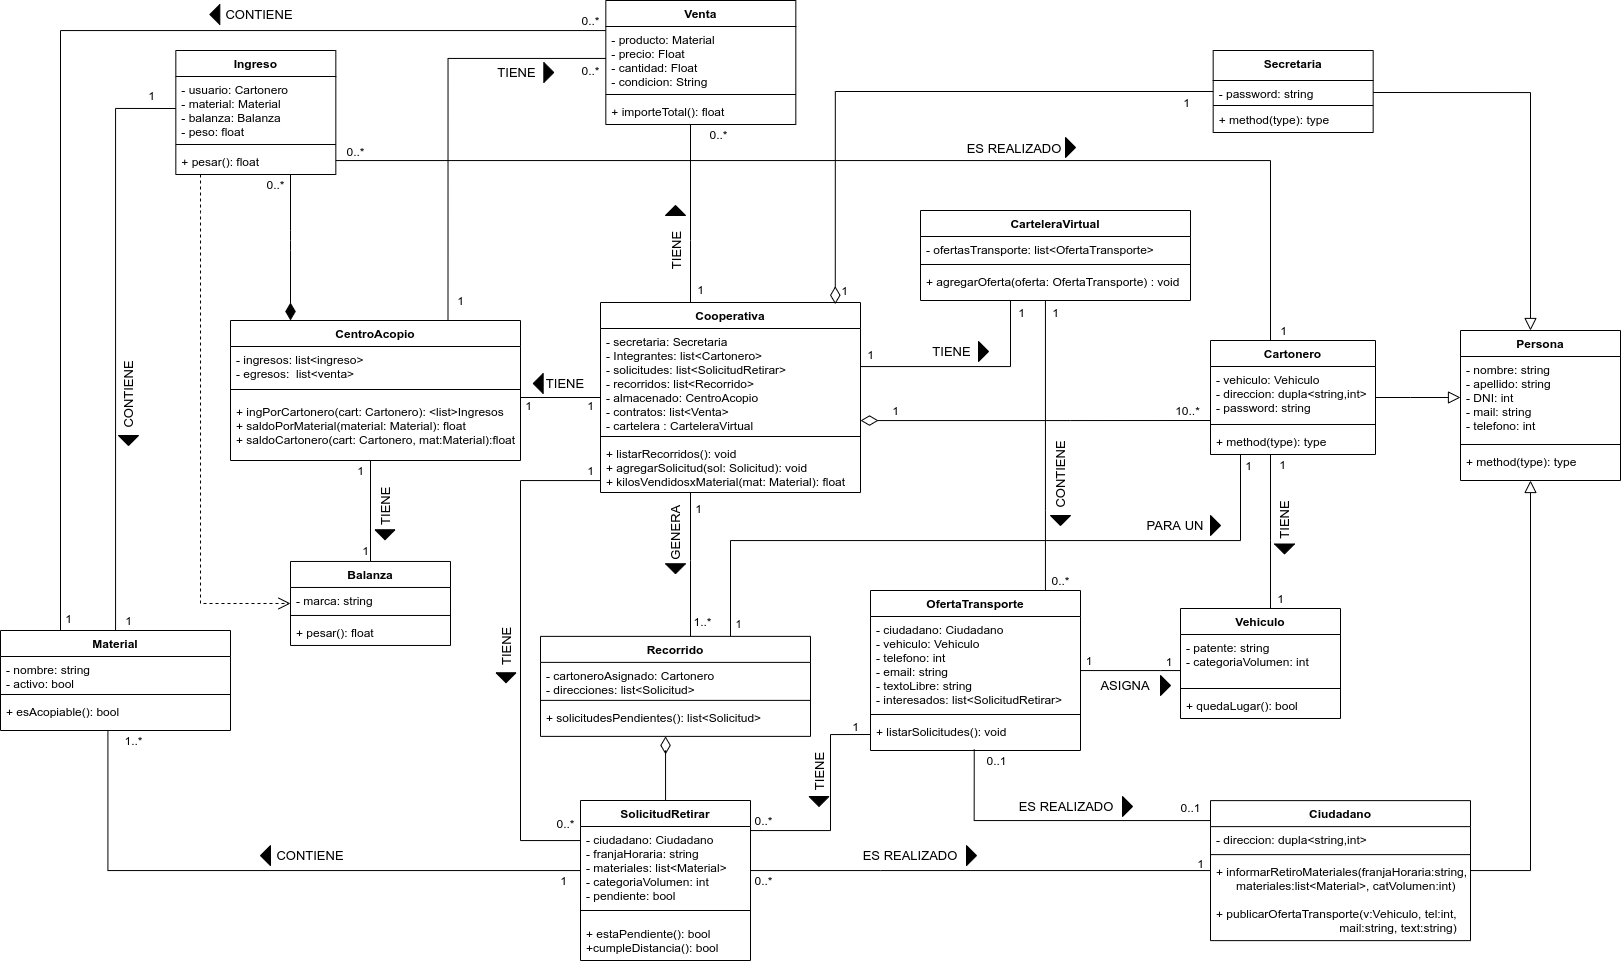 CONTIENE
0..*
Venta
- producto: Material
- precio: Float
- cantidad: Float
- condicion: String
+ importeTotal(): float
TIENE
0..*
0..*
Ingreso
- usuario: Cartonero
- material: Material
- balanza: Balanza
- peso: float
+ pesar(): float
1
0..*
0..*
Secretaria
- password: string
+ method(type): type
1
ES REALIZADO
TIENE
1
1
1
CarteleraVirtual
- ofertasTransporte: list<OfertaTransporte>
+ agregarOferta(oferta: OfertaTransporte) : void
1
1
CentroAcopio
- ingresos: list<ingreso>
- egresos:  list<venta>
+ ingPorCartonero(cart: Cartonero): <list>Ingresos
+ saldoPorMaterial(material: Material): float
+ saldoCartonero(cart: Cartonero, mat:Material):float
CONTIENE
TIENE
1
1
Cooperativa
- secretaria: Secretaria
- Integrantes: list<Cartonero>
- solicitudes: list<SolicitudRetirar>
- recorridos: list<Recorrido>
- almacenado: CentroAcopio
- contratos: list<Venta>
- cartelera : CarteleraVirtual
+ listarRecorridos(): void
+ agregarSolicitud(sol: Solicitud): void
+ kilosVendidosxMaterial(mat: Material): float
1
TIENE
1
10..*
1
Cartonero
- vehiculo: Vehiculo
- direccion: dupla<string,int>
- password: string
+ method(type): type
Persona
- nombre: string
- apellido: string
- DNI: int
- mail: string
- telefono: int
+ method(type): type
1
1
1
1
1
TIENE
GENERA
CONTIENE
PARA UN
TIENE
1
Balanza
- marca: string
+ pesar(): float
0..*
1
1
1
1..*
1
Material
- nombre: string
- activo: bool
+ esAcopiable(): bool
1..*
TIENE
Recorrido
- cartoneroAsignado: Cartonero
- direcciones: list<Solicitud>
+ solicitudesPendientes(): list<Solicitud>
OfertaTransporte
- ciudadano: Ciudadano
- vehiculo: Vehiculo
- telefono: int
- email: string
- textoLibre: string
- interesados: list<SolicitudRetirar>
+ listarSolicitudes(): void
1
1
ASIGNA
Vehiculo
- patente: string
- categoriaVolumen: int
+ quedaLugar(): bool
1
TIENE
0..1
ES REALIZADO
0..1
0..*
0..*
SolicitudRetirar
- ciudadano: Ciudadano
- franjaHoraria: string
- materiales: list<Material>
- categoriaVolumen: int
- pendiente: bool
+ estaPendiente(): bool
+cumpleDistancia(): bool
CONTIENE
1
0..*
ES REALIZADO
1
Ciudadano
- direccion: dupla<string,int>
+ informarRetiroMateriales(franjaHoraria:string,
materiales:list<Material>, catVolumen:int)
+ publicarOfertaTransporte(v:Vehiculo, tel:int,
mail:string, text:string)